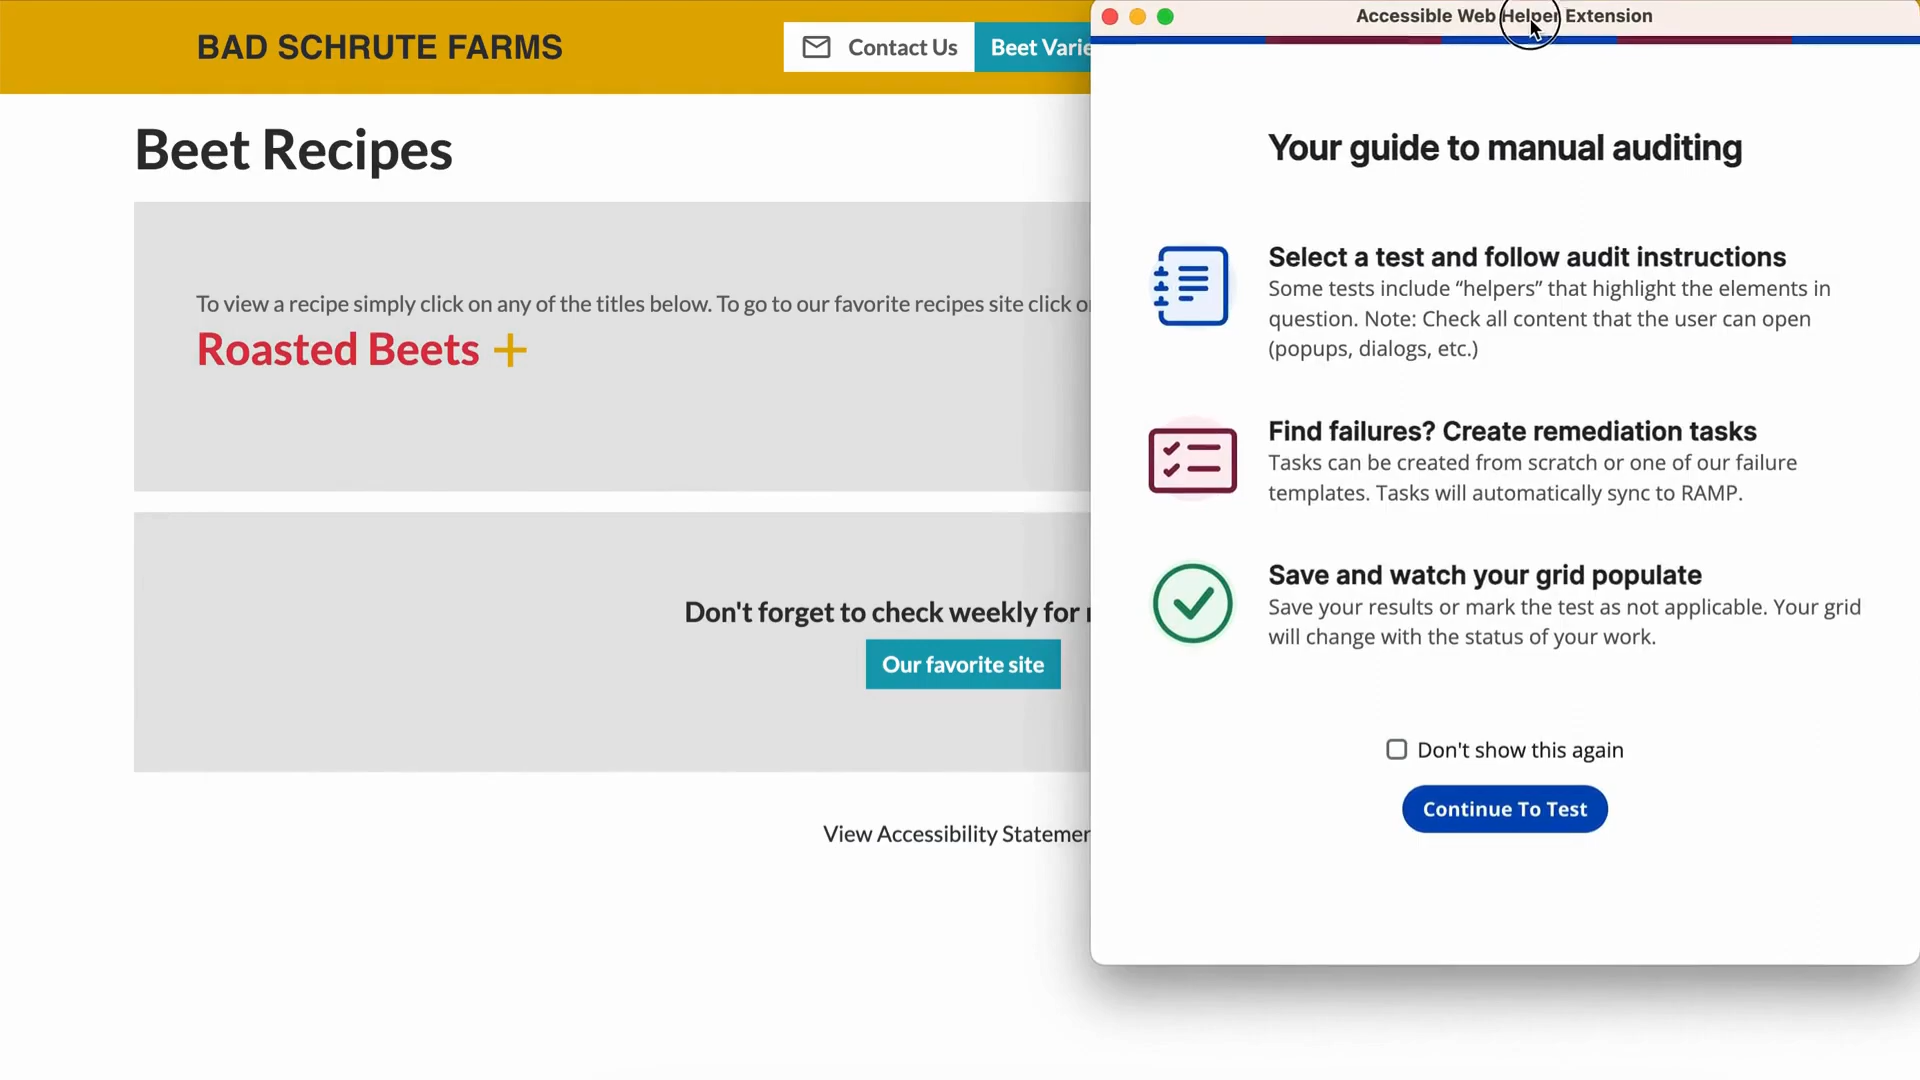 BAD SCHRUTE FARMS
Contact Us
Beet Varie
Beet Recipes
To view a recipe simply click on any of the titles below. To go to our favorite recipes site click o
Roasted Beets +
Don't forget to check weekly for
Our favorite site
View Accessibility Statemen
Accessible Web Helper Extension
Your guide to manual auditing
Select a test and follow audit instructions
Some tests include “helpers” that highlight the elements in
question. Note: Check all content that the user can open
(popups, dialogs, etc.)
Find failures? Create remediation tasks
Tasks can be created from scratch or one of our failure
templates. Tasks will automatically sync to RAMP.
Save and watch your grid populate
Save your results or mark the test as not applicable. Your grid
will change with the status of your work.
Don't show this again
Continue To Test